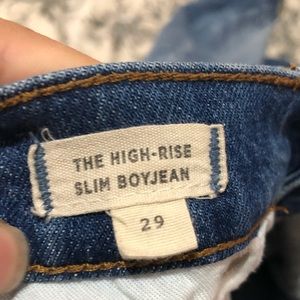 THE HIGH-RISE
SLIM BOYJEAN
29